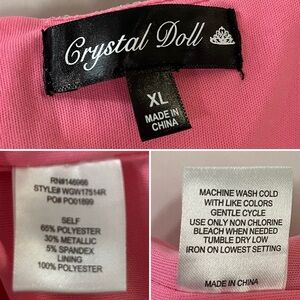 Crystal Doll
XL
MADE IN
CHINA
RN#146966
STYLE# WGW17514R
PO# PO01899
SELF
65% POLYESTER
30% METALLIC
5% SPANDEX
LINING
100% POLYESTER
MACHINE WASH COLD
WITH LIKE COLORS
GENTLE CYCLE
USE ONLY NON CHLORINE
BLEACH WHEN NEEDED
TUMBLE DRY LOW
IRON ON LOWEST SETTING
MADE IN CHINA